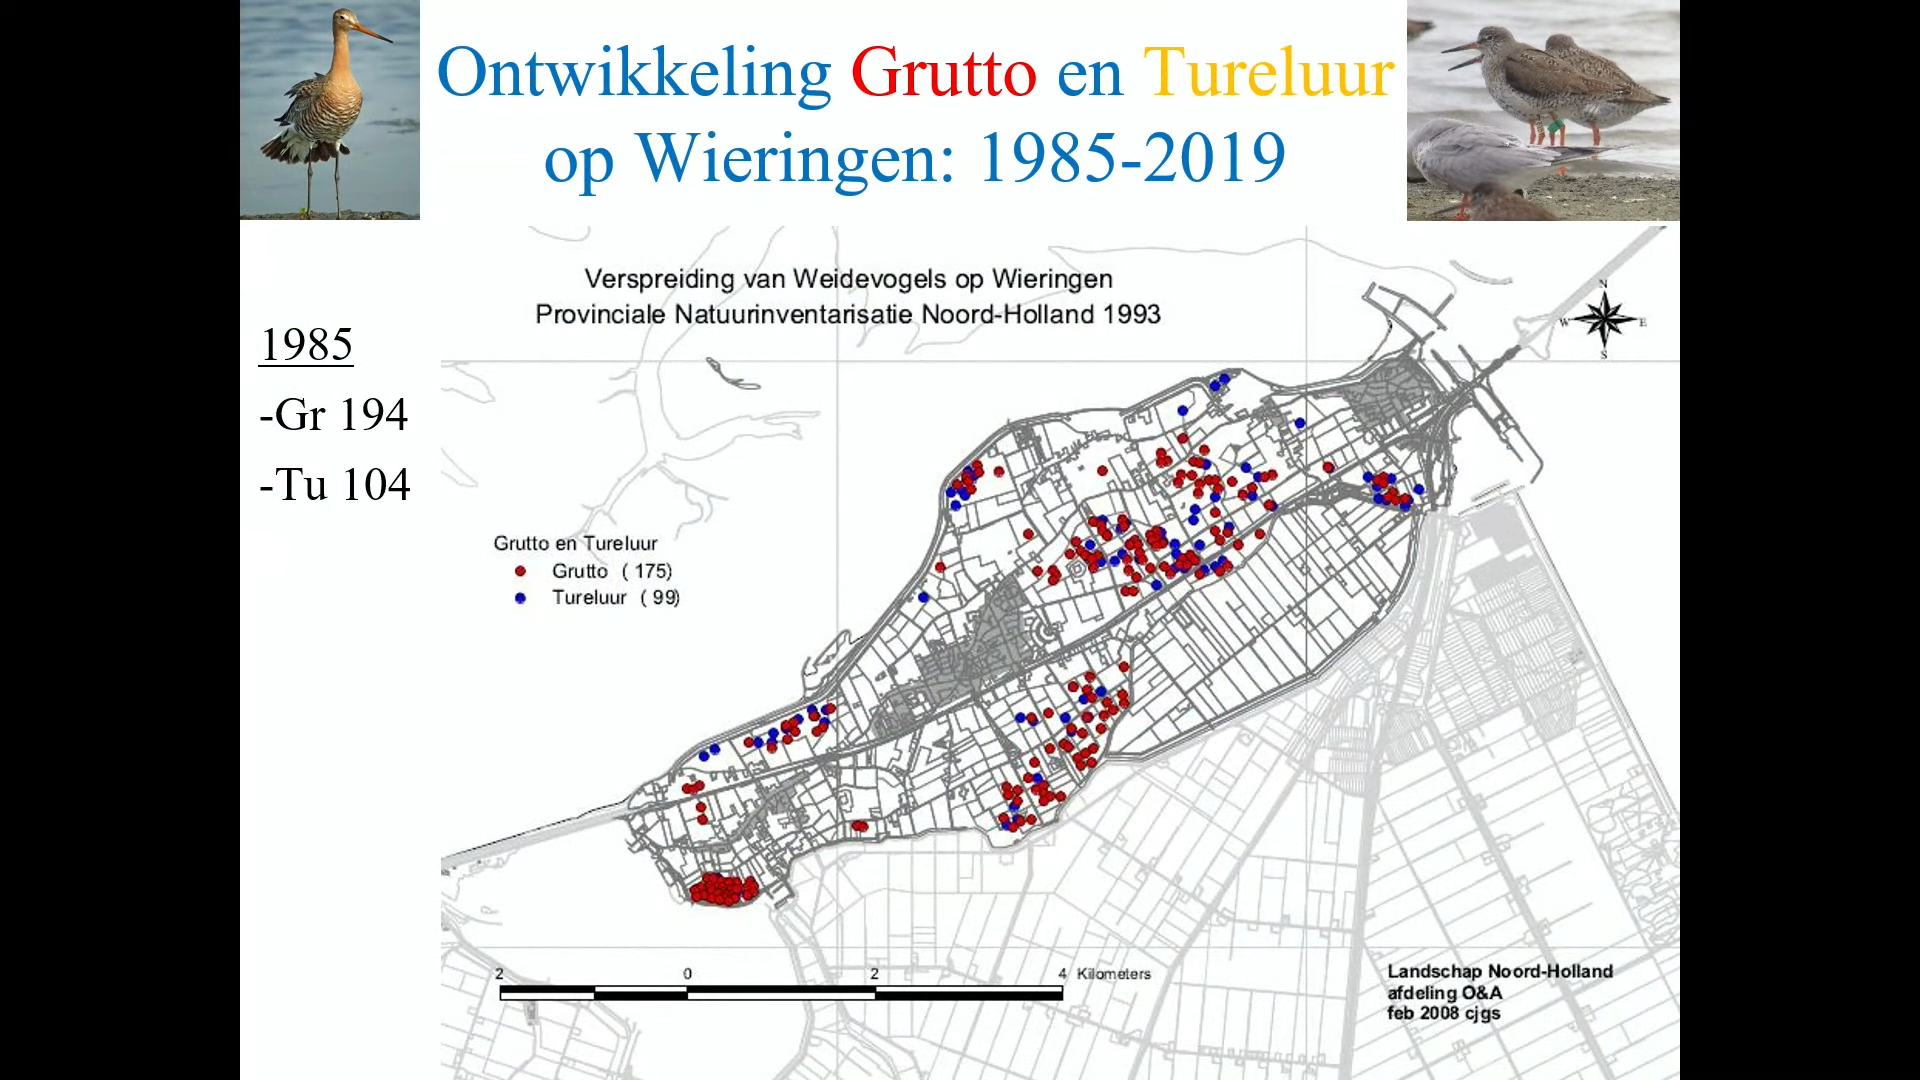 Ontwikkeling Grutto en Tureluur
op Wieringen: 1985-2019
Verspreiding van Weidevogels op Wieringen
Provinciale Natuurinventarisatie Noord-Holland 1993
N
W E
S
1985
-Gr 194
-Tu 104
Grutto en Tureluur
Grutto ( 175)
Tureluur ( 99)
2 0 2 4 Kilometers
Landschap Noord-Holland
afdeling O&A
feb 2008 cjgs